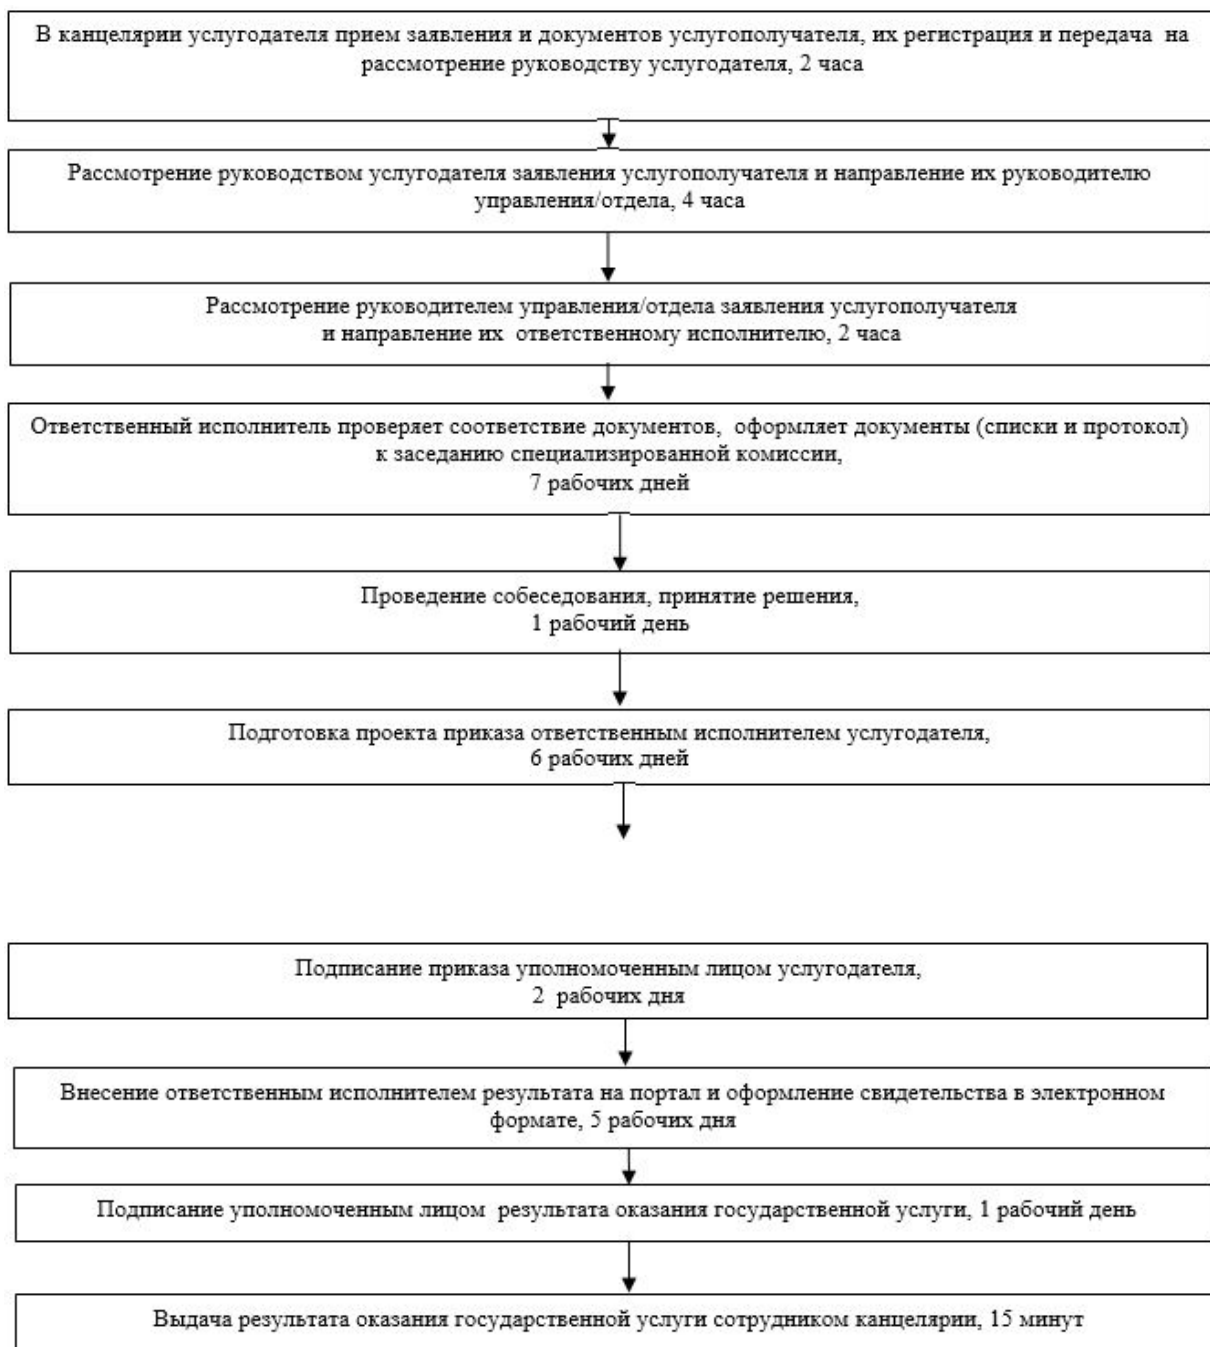 В канцелярии услугодателя прием заявления и документов услугополучателя, их регистрация и передача на
рассмотрение руководству услугодателя, 2 часа
Рассмотрение руководством услугодателя заявления услугополучателя и направление их руководителю
управления/отдела, 4 часа
Рассмотрение руководителем управления/отдела заявления услугополучателя
и направление их ответственному исполнителю, 2 часа
Ответственный исполнитель проверяет соответствие документов, оформляет документы (списки и протокол)
к заседанию специализированной комиссии,
7 рабочих дней
Проведение собеседования, принятие решения,
1 рабочий день
Подготовка проекта приказа ответственным исполнителем услугодателя,
6 рабочих дней
Подписание приказа уполномоченным лицом услугодателя,
2 рабочих дня
Внесение ответственным исполнителем результата на портал и оформление свидетельства в электронном
формате, 5 рабочих дня
Подписание уполномоченным лицом результата оказания государственной услуги, 1 рабочий день
Выдача результата оказания государственной услуги сотрудником канцелярии, 15 минут